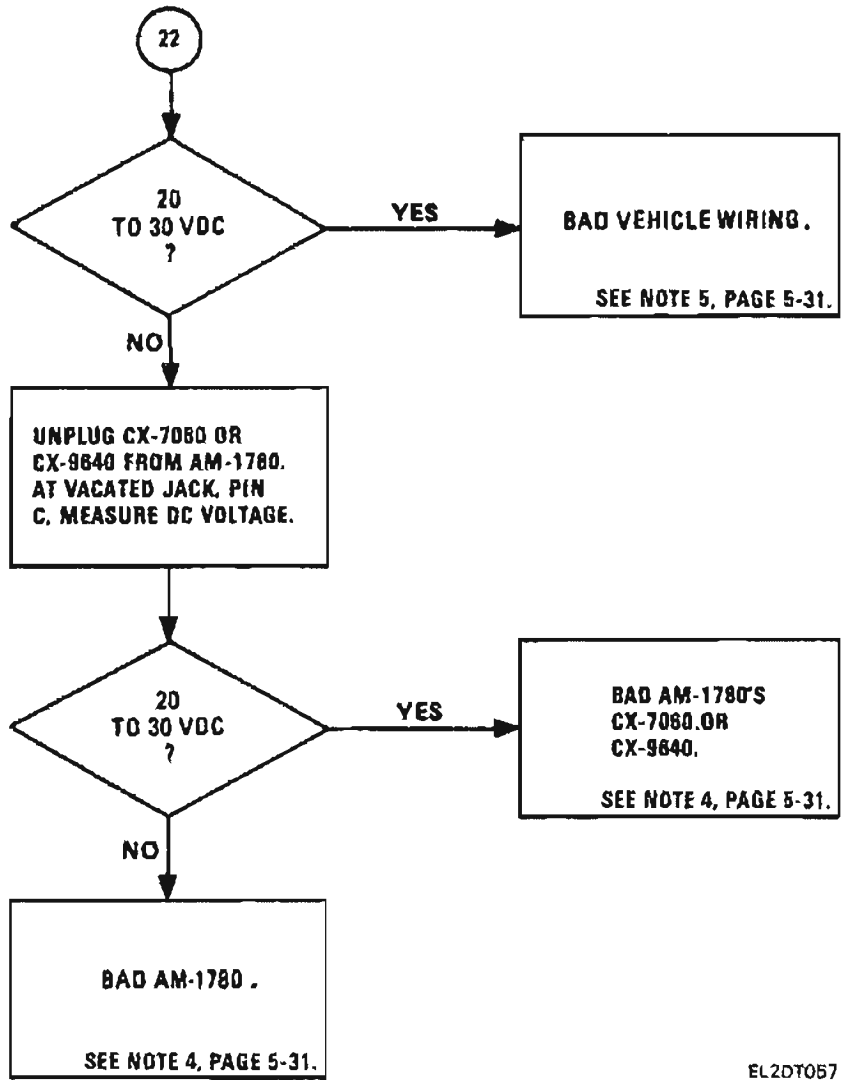 22
20
TO 30 VDC
?
YES
BAD VEHICLE WIRING.
SEE NOTE 5, PAGE 5-31.
NO
UNPLUG CX-7060 OR
CX-9640 FROM AM-1780.
AT VACATED JACK, PIN
C, MEASURE DC VOLTAGE.
20
TO 30 VDC
?
YES
BAD AM-1780'S
CX-7060.OR
CX-9640.
SEE NOTE 4, PAGE 5-31.
NO
BAD AM-1780.
SEE NOTE 4, PAGE 5-31.
EL2DT057